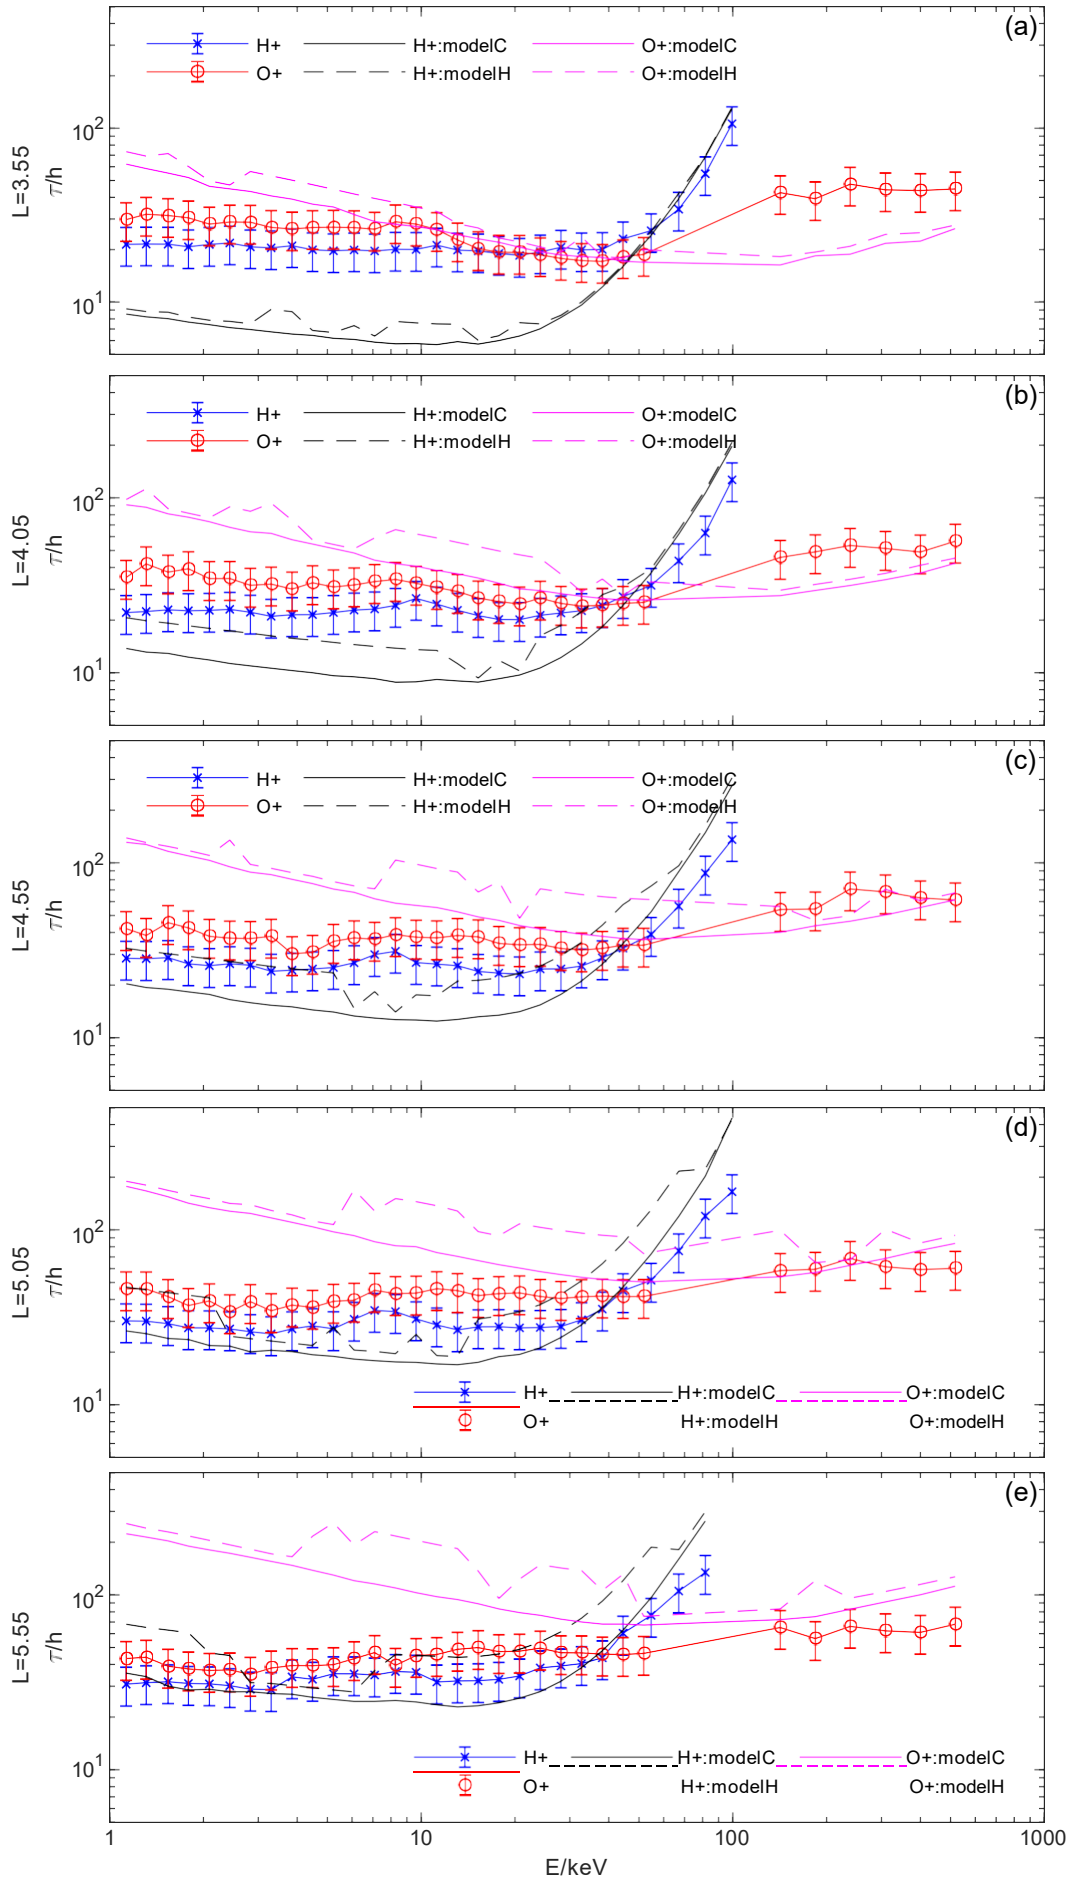 (a)
H+ H+:modelC O+:modelC
O+ H+:modelH O+:modelH
10^2
10^1
L=3.55
τ/h
(b)
H+ H+:modelC O+:modelC
O+ H+:modelH O+:modelH
10^2
10^1
L=4.05
τ/h
(c)
H+ H+:modelC O+:modelC
O+ H+:modelH O+:modelH
10^2
10^1
L=4.55
τ/h
(d)
10^2
10^1
L=5.05
τ/h
H+ H+:modelC O+:modelC
O+ H+:modelH O+:modelH
(e)
10^2
10^1
L=5.55
τ/h
H+ H+:modelC O+:modelC
O+ H+:modelH O+:modelH
1 10 100 1000
E/keV